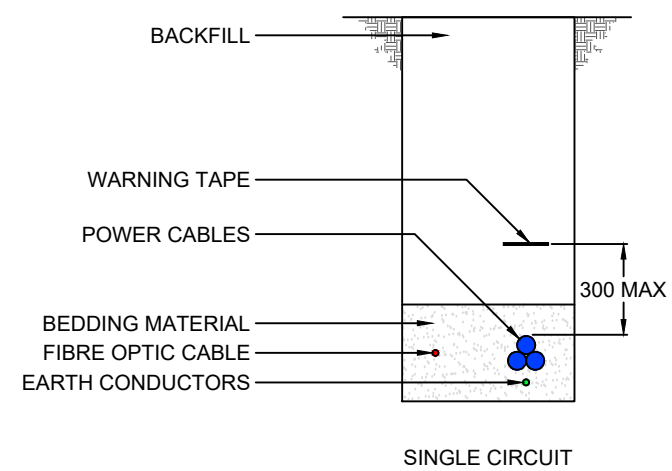 BACKFILL
WARNING TAPE
POWER CABLES
300 MAX
BEDDING MATERIAL
FIBRE OPTIC CABLE
EARTH CONDUCTORS
SINGLE CIRCUIT